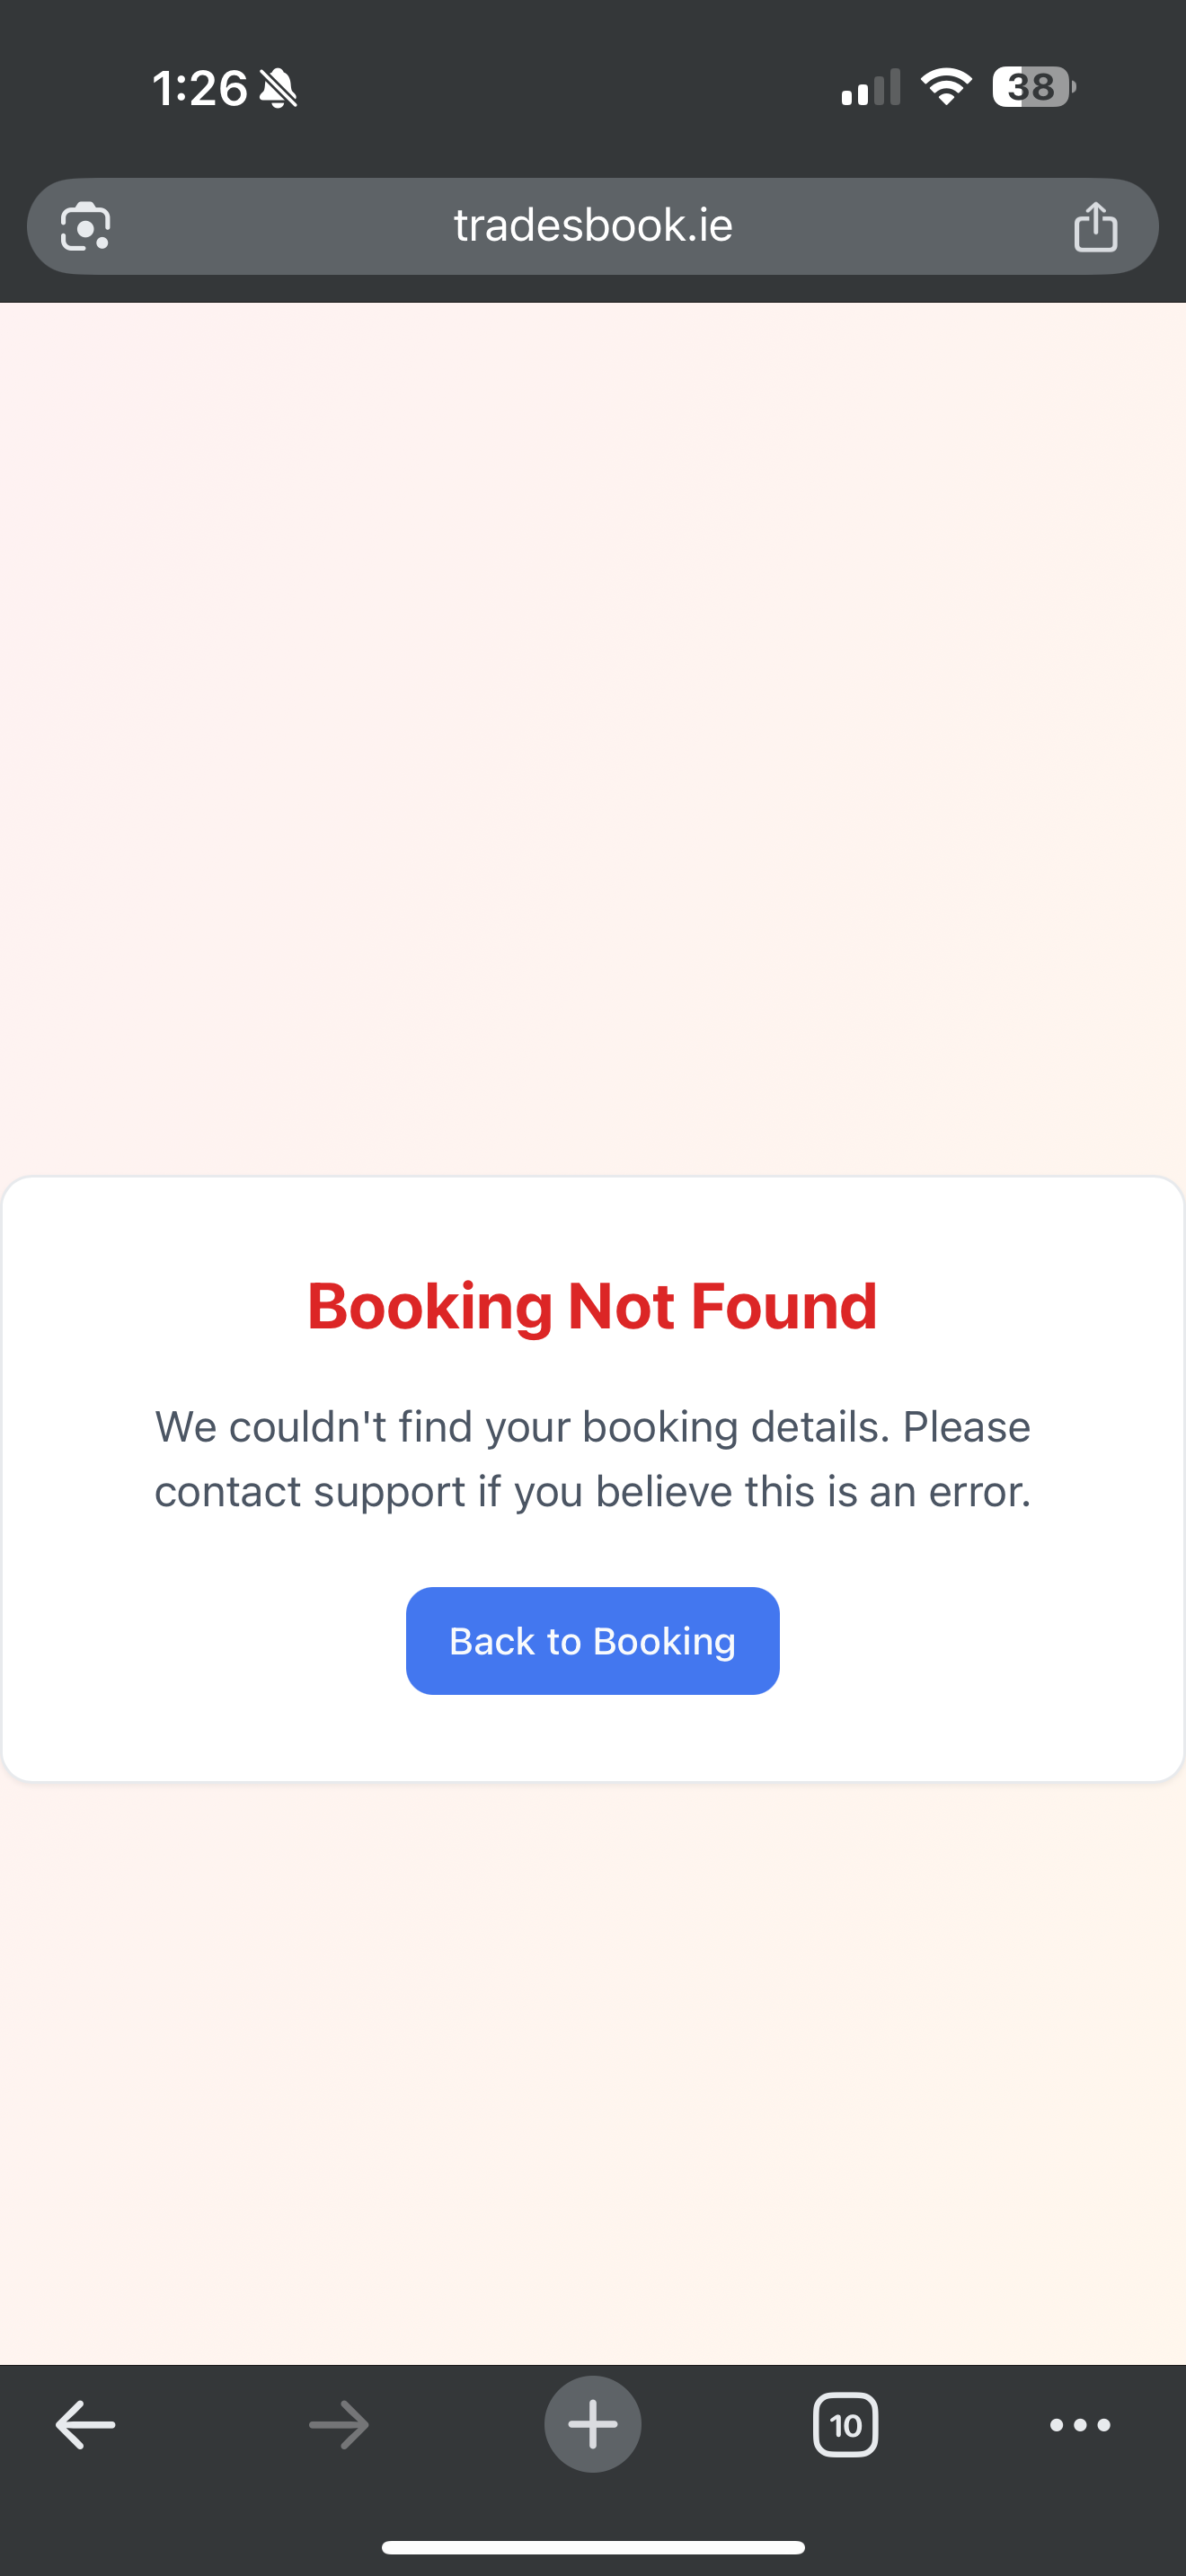 1:26
38
tradesbook.ie
Booking Not Found
We couldn't find your booking details. Please
contact support if you believe this is an error.
Back to Booking
10